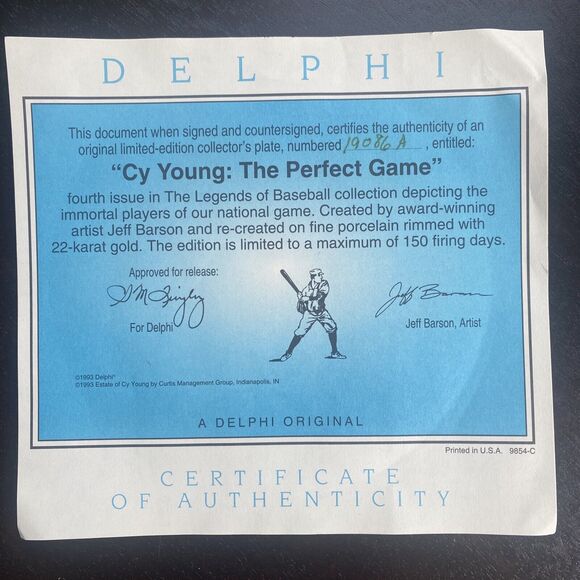 DELPHI
This document when signed and countersigned, certifies the authenticity of an
original limited-edition collector's plate, numbered 19086 A, entitled:
"Cy Young: The Perfect Game"
fourth issue in The Legends of Baseball collection depicting the
immortal players of our national game. Created by award-winning
artist Jeff Barson and re-created on fine porcelain rimmed with
22-karat gold. The edition is limited to a maximum of 150 firing days.
Approved for release:
For Delphi
Jeff Barson
Jeff Barson, Artist
©1993 Delphi®
©1993 Estate of Cy Young by Curtis Management Group, Indianapolis, IN
A DELPHI ORIGINAL
Printed in U.S.A. 9854-C
CERTIFICATE
OF AUTHENTICITY